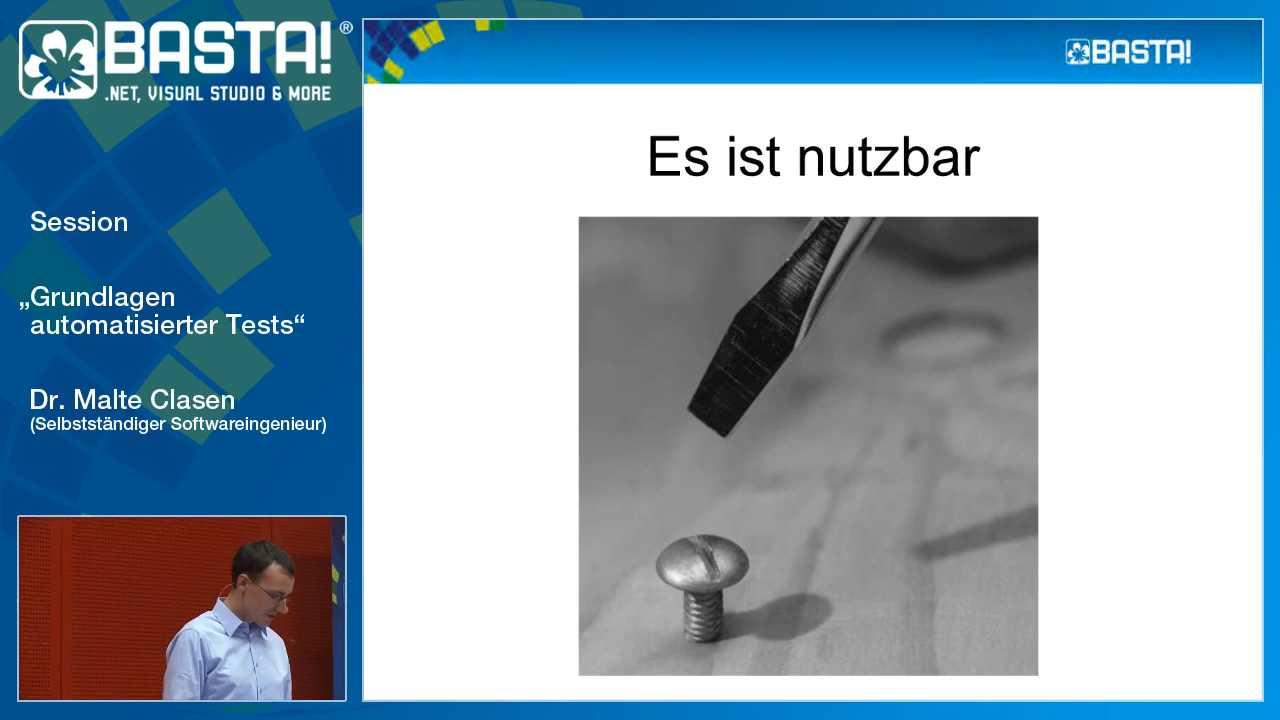 BASTA!®
.NET, VISUAL STUDIO & MORE
Session
„Grundlagen
automatisierter Tests“
Dr. Malte Clasen
(Selbstständiger Softwareingenieur)
BASTA!
Es ist nutzbar